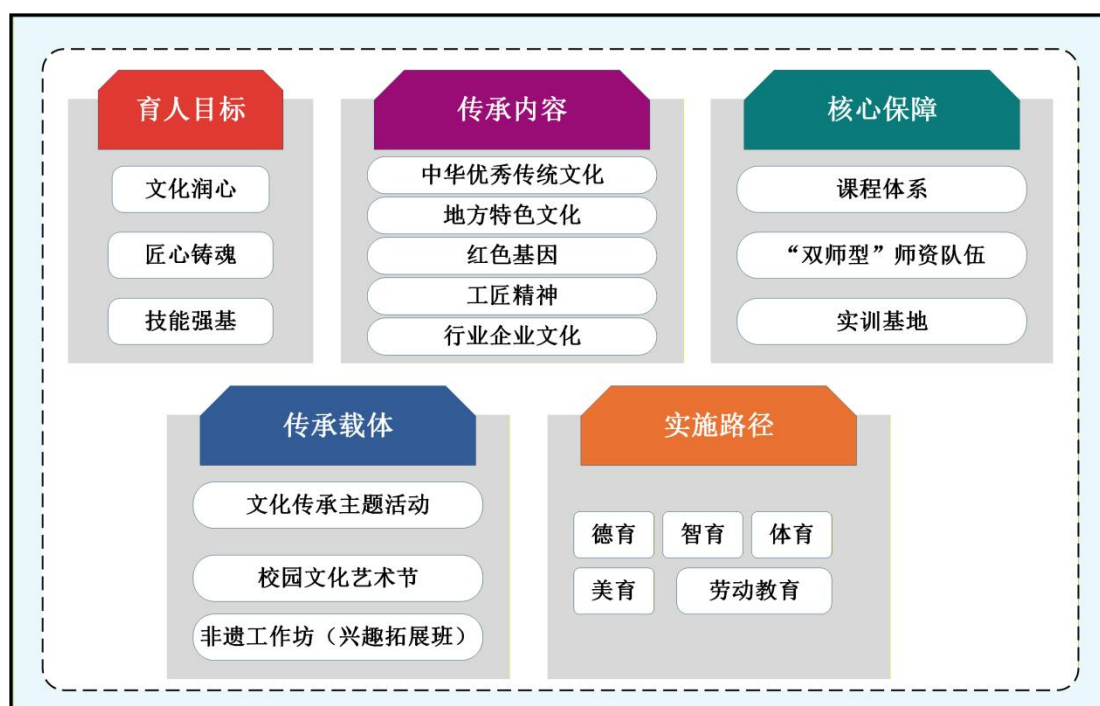 育人目标
文化润心
匠心铸魂
技能强基
传承内容
中华优秀传统文化
地方特色文化
红色基因
工匠精神
行业企业文化
核心保障
课程体系
“双师型”师资队伍
实训基地
传承载体
文化传承主题活动
校园文化艺术节
非遗工作坊（兴趣拓展班）
实施路径
德育
智育
体育
美育
劳动教育